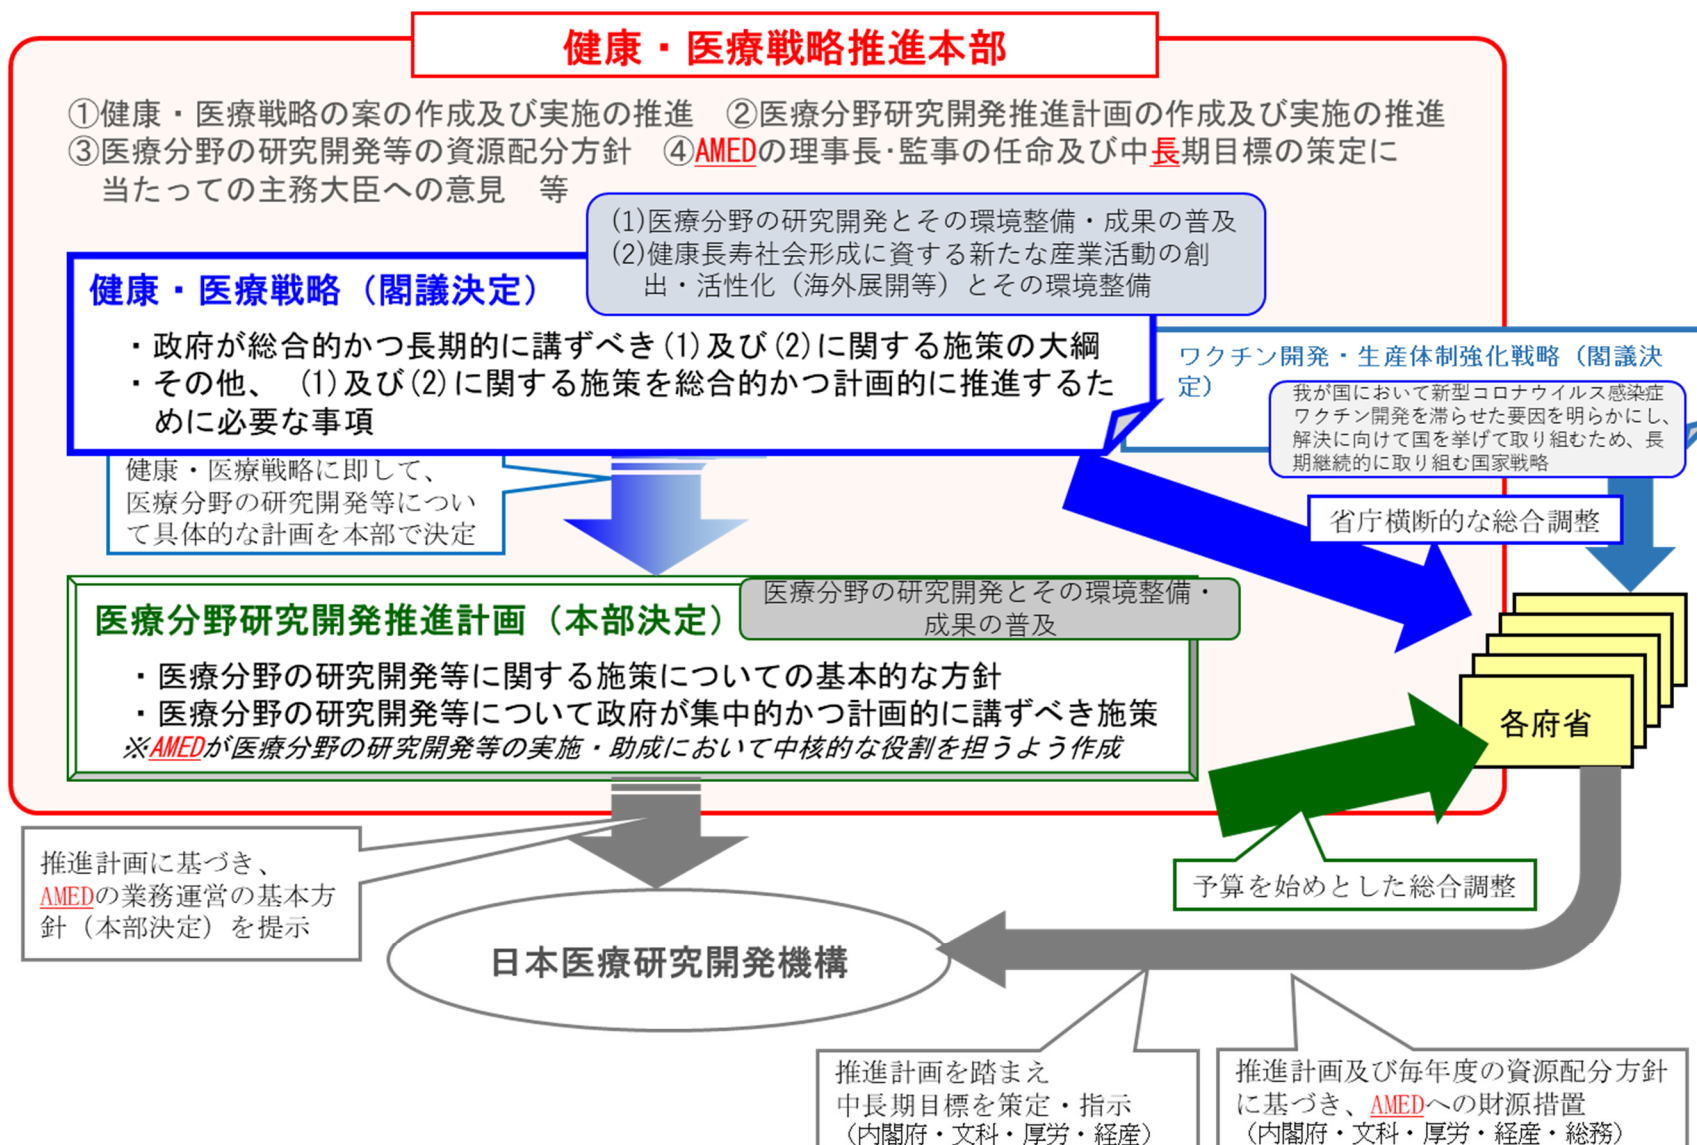 健康・医療戦略推進本部
①健康・医療戦略の案の作成及び実施の推進　②医療分野研究開発推進計画の作成及び実施の推進
③医療分野の研究開発等の資源配分方針　④AMEDの理事長・監事の任命及び中長期目標の策定に
当たっての主務大臣への意見　等
(1)医療分野の研究開発とその環境整備・成果の普及
(2)健康長寿社会形成に資する新たな産業活動の創
出・活性化（海外展開等）とその環境整備
健康・医療戦略（閣議決定）
・政府が総合的かつ長期的に講ずべき(1)及び(2)に関する施策の大綱
・その他、　(1)及び(2)に関する施策を総合的かつ計画的に推進するた
めに必要な事項
ワクチン開発・生産体制強化戦略（閣議決
定）
我が国において新型コロナウイルス感染症
ワクチン開発を滞らせた要因を明らかにし、
解決に向けて国を挙げて取り組むため、長
期継続的に取り組む国家戦略
健康・医療戦略に即して、
医療分野の研究開発等につい
て具体的な計画を本部で決定
省庁横断的な総合調整
医療分野研究開発推進計画（本部決定）
医療分野の研究開発とその環境整備・
成果の普及
・医療分野の研究開発等に関する施策についての基本的な方針
・医療分野の研究開発等について政府が集中的かつ計画的に講ずべき施策
※AMEDが医療分野の研究開発等の実施・助成において中核的な役割を担うよう作成
各府省
推進計画に基づき、
AMEDの業務運営の基本方
針（本部決定）を提示
予算を始めとした総合調整
日本医療研究開発機構
推進計画を踏まえ
中長期目標を策定・指示
（内閣府・文科・厚労・経産）
推進計画及び毎年度の資源配分方針
に基づき、AMEDへの財源措置
（内閣府・文科・厚労・経産・総務）